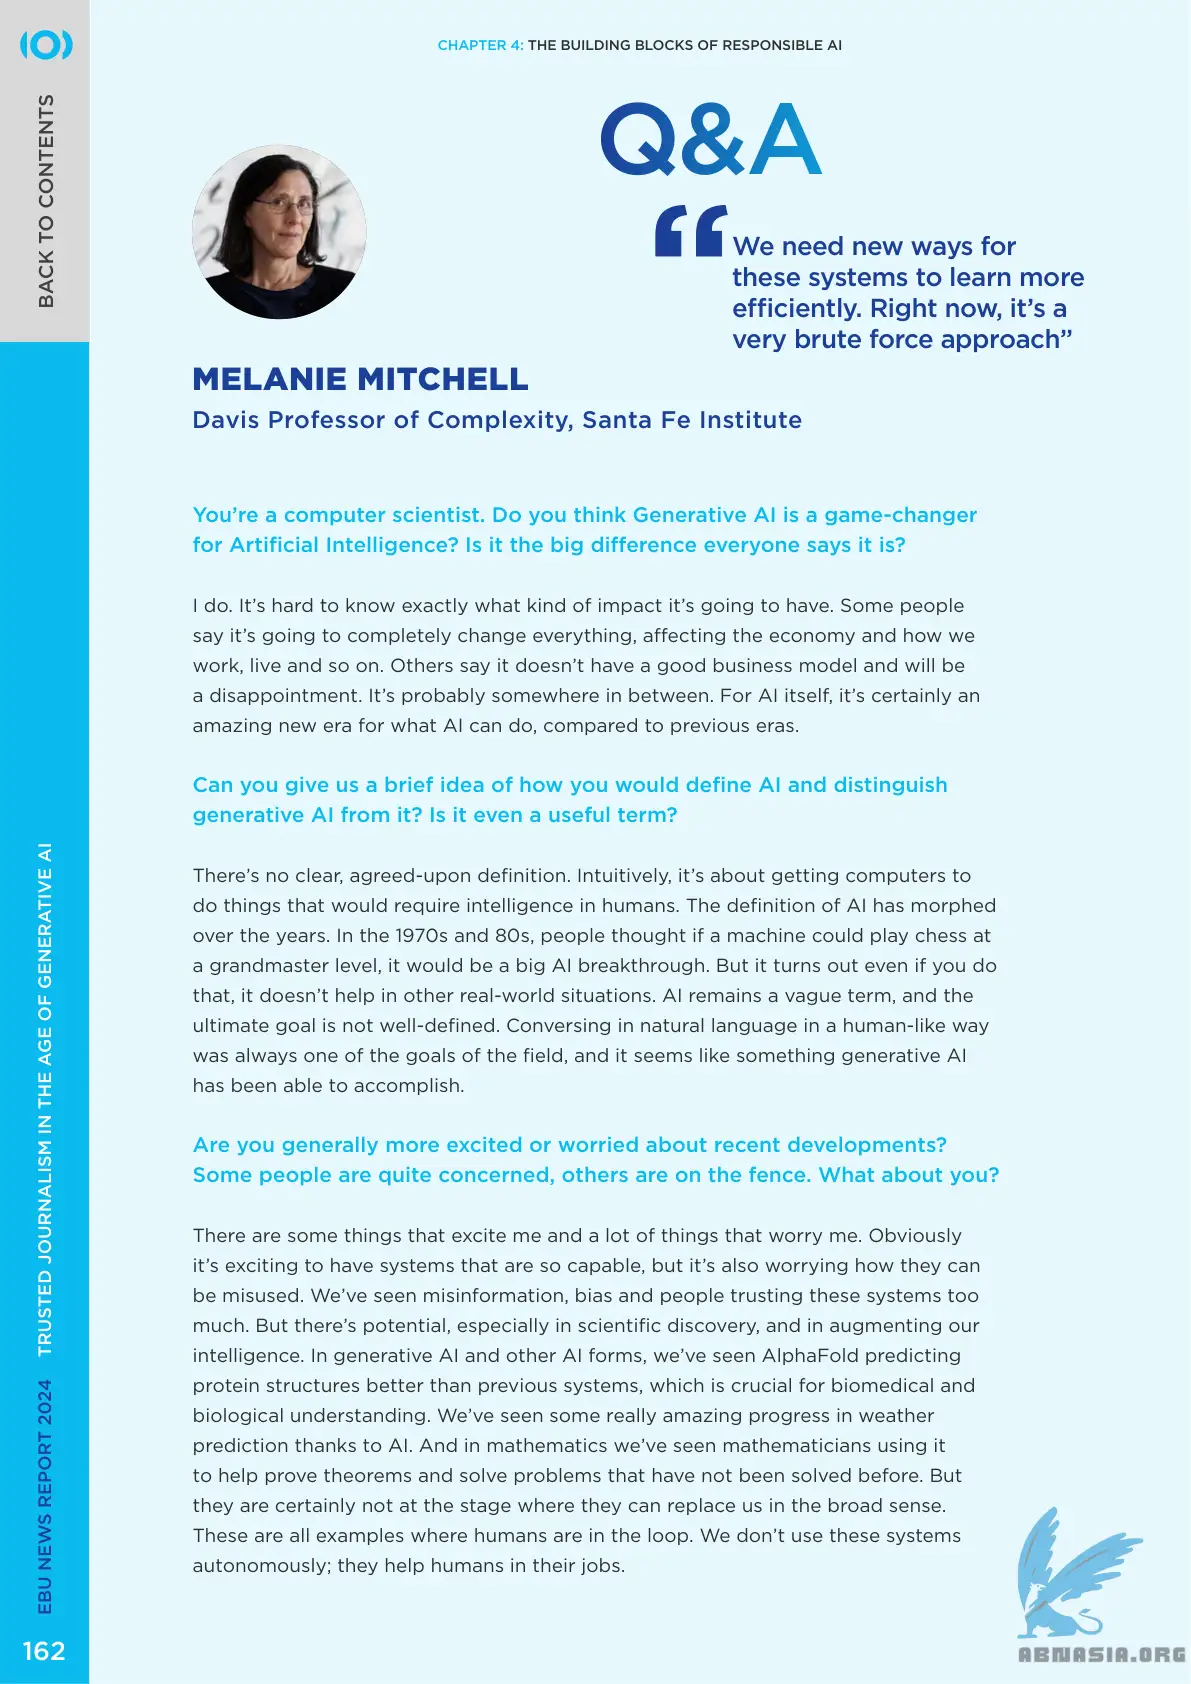 CHAPTER 4: THE BUILDING BLOCKS OF RESPONSIBLE AI
BACK TO CONTENTS
Q&A
“We need new ways for
these systems to learn more
efficiently. Right now, it’s a
very brute force approach”
MELANIE MITCHELL
Davis Professor of Complexity, Santa Fe Institute
You’re a computer scientist. Do you think Generative AI is a game-changer
for Artificial Intelligence? Is it the big difference everyone says it is?
I do. It’s hard to know exactly what kind of impact it’s going to have. Some people
say it’s going to completely change everything, affecting the economy and how we
work, live and so on. Others say it doesn’t have a good business model and will be
a disappointment. It’s probably somewhere in between. For AI itself, it’s certainly an
amazing new era for what AI can do, compared to previous eras.
Can you give us a brief idea of how you would define AI and distinguish
generative AI from it? Is it even a useful term?
There’s no clear, agreed-upon definition. Intuitively, it’s about getting computers to
do things that would require intelligence in humans. The definition of AI has morphed
over the years. In the 1970s and 80s, people thought if a machine could play chess at
a grandmaster level, it would be a big AI breakthrough. But it turns out even if you do
that, it doesn’t help in other real-world situations. AI remains a vague term, and the
ultimate goal is not well-defined. Conversing in natural language in a human-like way
was always one of the goals of the field, and it seems like something generative AI
has been able to accomplish.
Are you generally more excited or worried about recent developments?
Some people are quite concerned, others are on the fence. What about you?
There are some things that excite me and a lot of things that worry me. Obviously
it’s exciting to have systems that are so capable, but it’s also worrying how they can
be misused. We’ve seen misinformation, bias and people trusting these systems too
much. But there’s potential, especially in scientific discovery, and in augmenting our
intelligence. In generative AI and other AI forms, we’ve seen AlphaFold predicting
protein structures better than previous systems, which is crucial for biomedical and
biological understanding. We’ve seen some really amazing progress in weather
prediction thanks to AI. And in mathematics we’ve seen mathematicians using it
to help prove theorems and solve problems that have not been solved before. But
they are certainly not at the stage where they can replace us in the broad sense.
These are all examples where humans are in the loop. We don’t use these systems
autonomously; they help humans in their jobs.
EBU NEWS REPORT 2024 TRUSTED JOURNALISM IN THE AGE OF GENERATIVE AI
162
ABNASIA.ORG